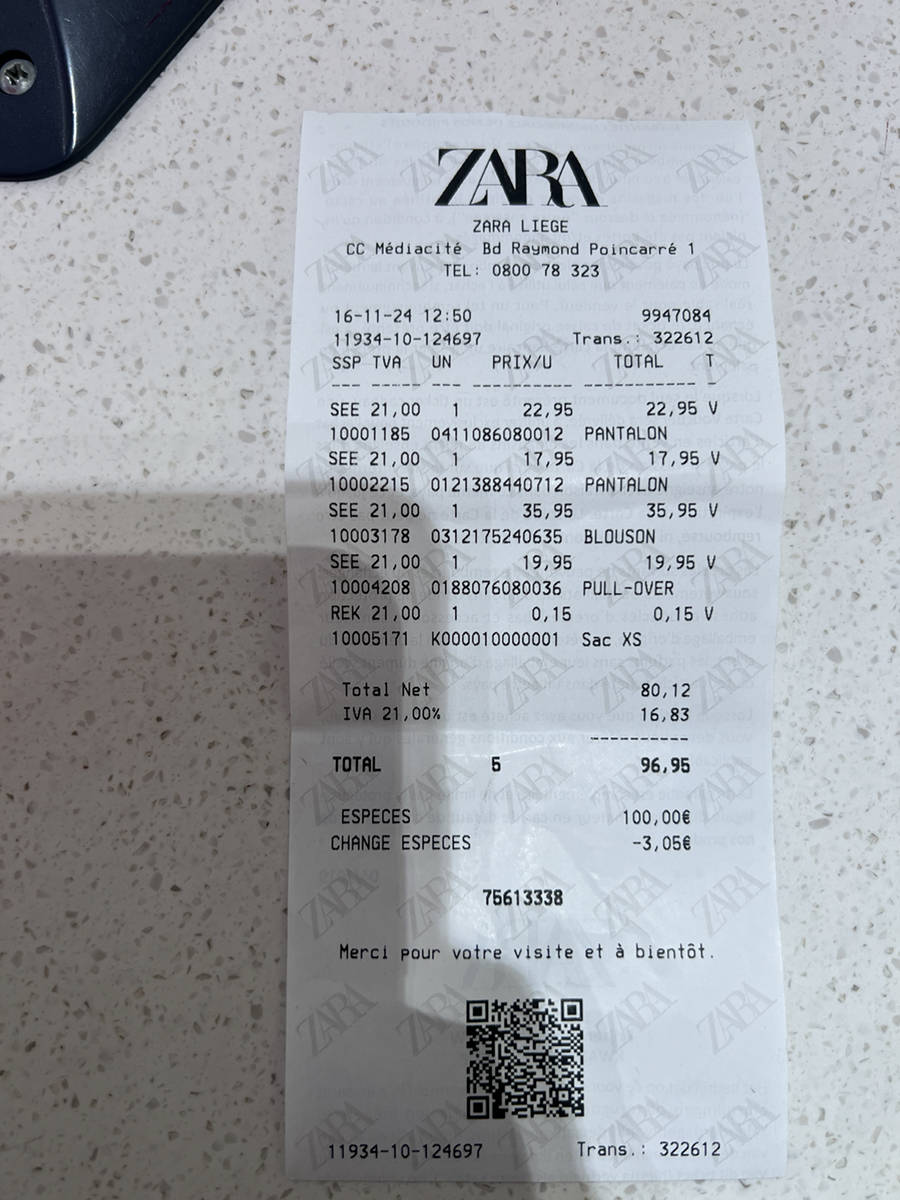 ZARA
ZARA LIEGE
CC Médiacité Bd Raymond Poincarré 1
TEL: 0800 78 323
16-11-24 12:50 9947084
11934-10-124697 Trans.: 322612
SSP TVA UN PRIX/U TOTAL T
--- ------ --- ---------- ----------- -
SEE 21,00 1 22,95 22,95 V
10001185 0411086080012 PANTALON
SEE 21,00 1 17,95 17,95 V
10002215 0121388440712 PANTALON
SEE 21,00 1 35,95 35,95 V
10003178 0312175240635 BLOUSON
SEE 21,00 1 19,95 19,95 V
10004208 0188076080036 PULL-OVER
REK 21,00 1 0,15 0,15 V
10005171 K000010000001 Sac XS
Total Net 80,12
IVA 21,00% 16,83
----------
TOTAL 5 96,95
ESPECES 100,00€
CHANGE ESPECES -3,05€
75613338
Merci pour votre visite et à bientôt.
11934-10-124697 Trans.: 322612